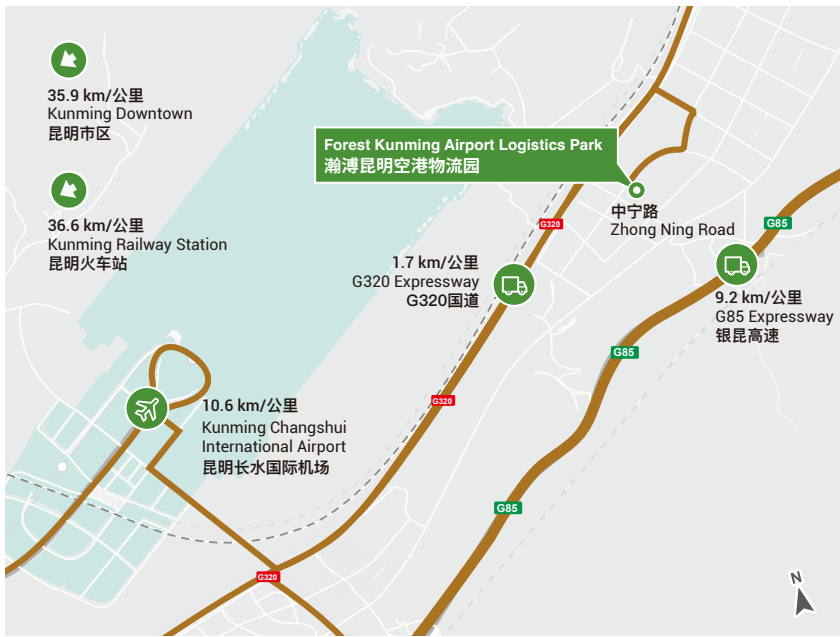 35.9 km/公里
Kunming Downtown
昆明市区
36.6 km/公里
Kunming Railway Station
昆明火车站
Forest Kunming Airport Logistics Park
瀚溥昆明空港物流园
中宁路
Zhong Ning Road
G320
G85
1.7 km/公里
G320 Expressway
G320国道
9.2 km/公里
G85 Expressway
银昆高速
G85
10.6 km/公里
Kunming Changshui
International Airport
昆明长水国际机场
G320
G85
G320
N